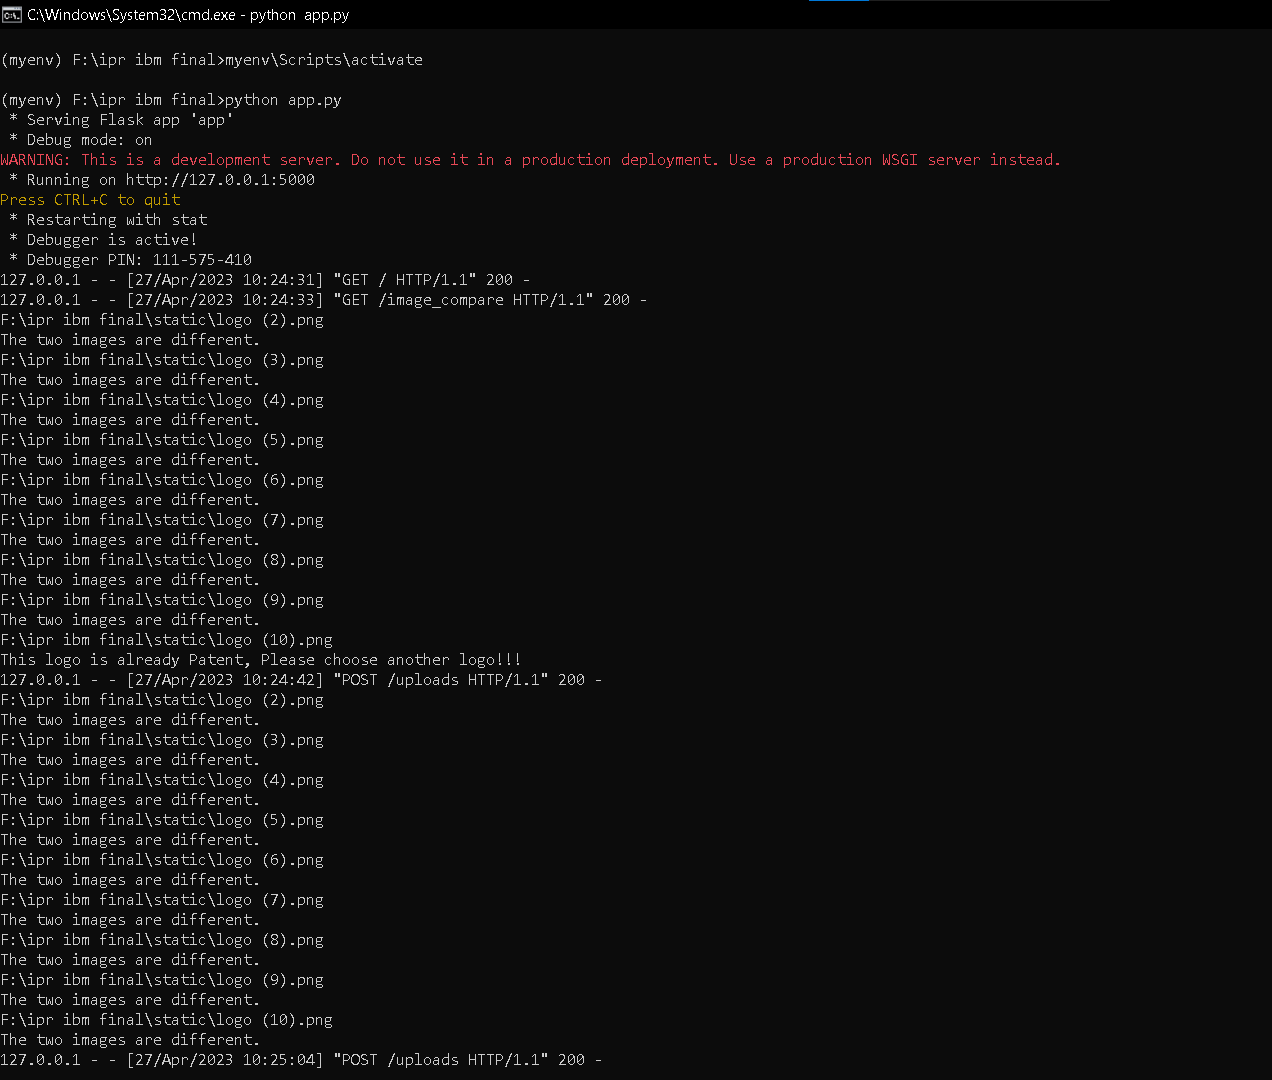 C:\Windows\System32\cmd.exe - python  app.py
(myenv) F:\ipr ibm final>myenv\Scripts\activate
(myenv) F:\ipr ibm final>python app.py
 * Serving Flask app 'app'
 * Debug mode: on
WARNING: This is a development server. Do not use it in a production deployment. Use a production WSGI server instead.
 * Running on http://127.0.0.1:5000
Press CTRL+C to quit
 * Restarting with stat
 * Debugger is active!
 * Debugger PIN: 111-575-410
127.0.0.1 - - [27/Apr/2023 10:24:31] "GET / HTTP/1.1" 200 -
127.0.0.1 - - [27/Apr/2023 10:24:33] "GET /image_compare HTTP/1.1" 200 -
F:\ipr ibm final\static\logo (2).png
The two images are different.
F:\ipr ibm final\static\logo (3).png
The two images are different.
F:\ipr ibm final\static\logo (4).png
The two images are different.
F:\ipr ibm final\static\logo (5).png
The two images are different.
F:\ipr ibm final\static\logo (6).png
The two images are different.
F:\ipr ibm final\static\logo (7).png
The two images are different.
F:\ipr ibm final\static\logo (8).png
The two images are different.
F:\ipr ibm final\static\logo (9).png
The two images are different.
F:\ipr ibm final\static\logo (10).png
This logo is already Patent, Please choose another logo!!!
127.0.0.1 - - [27/Apr/2023 10:24:42] "POST /uploads HTTP/1.1" 200 -
F:\ipr ibm final\static\logo (2).png
The two images are different.
F:\ipr ibm final\static\logo (3).png
The two images are different.
F:\ipr ibm final\static\logo (4).png
The two images are different.
F:\ipr ibm final\static\logo (5).png
The two images are different.
F:\ipr ibm final\static\logo (6).png
The two images are different.
F:\ipr ibm final\static\logo (7).png
The two images are different.
F:\ipr ibm final\static\logo (8).png
The two images are different.
F:\ipr ibm final\static\logo (9).png
The two images are different.
F:\ipr ibm final\static\logo (10).png
The two images are different.
127.0.0.1 - - [27/Apr/2023 10:25:04] "POST /uploads HTTP/1.1" 200 -